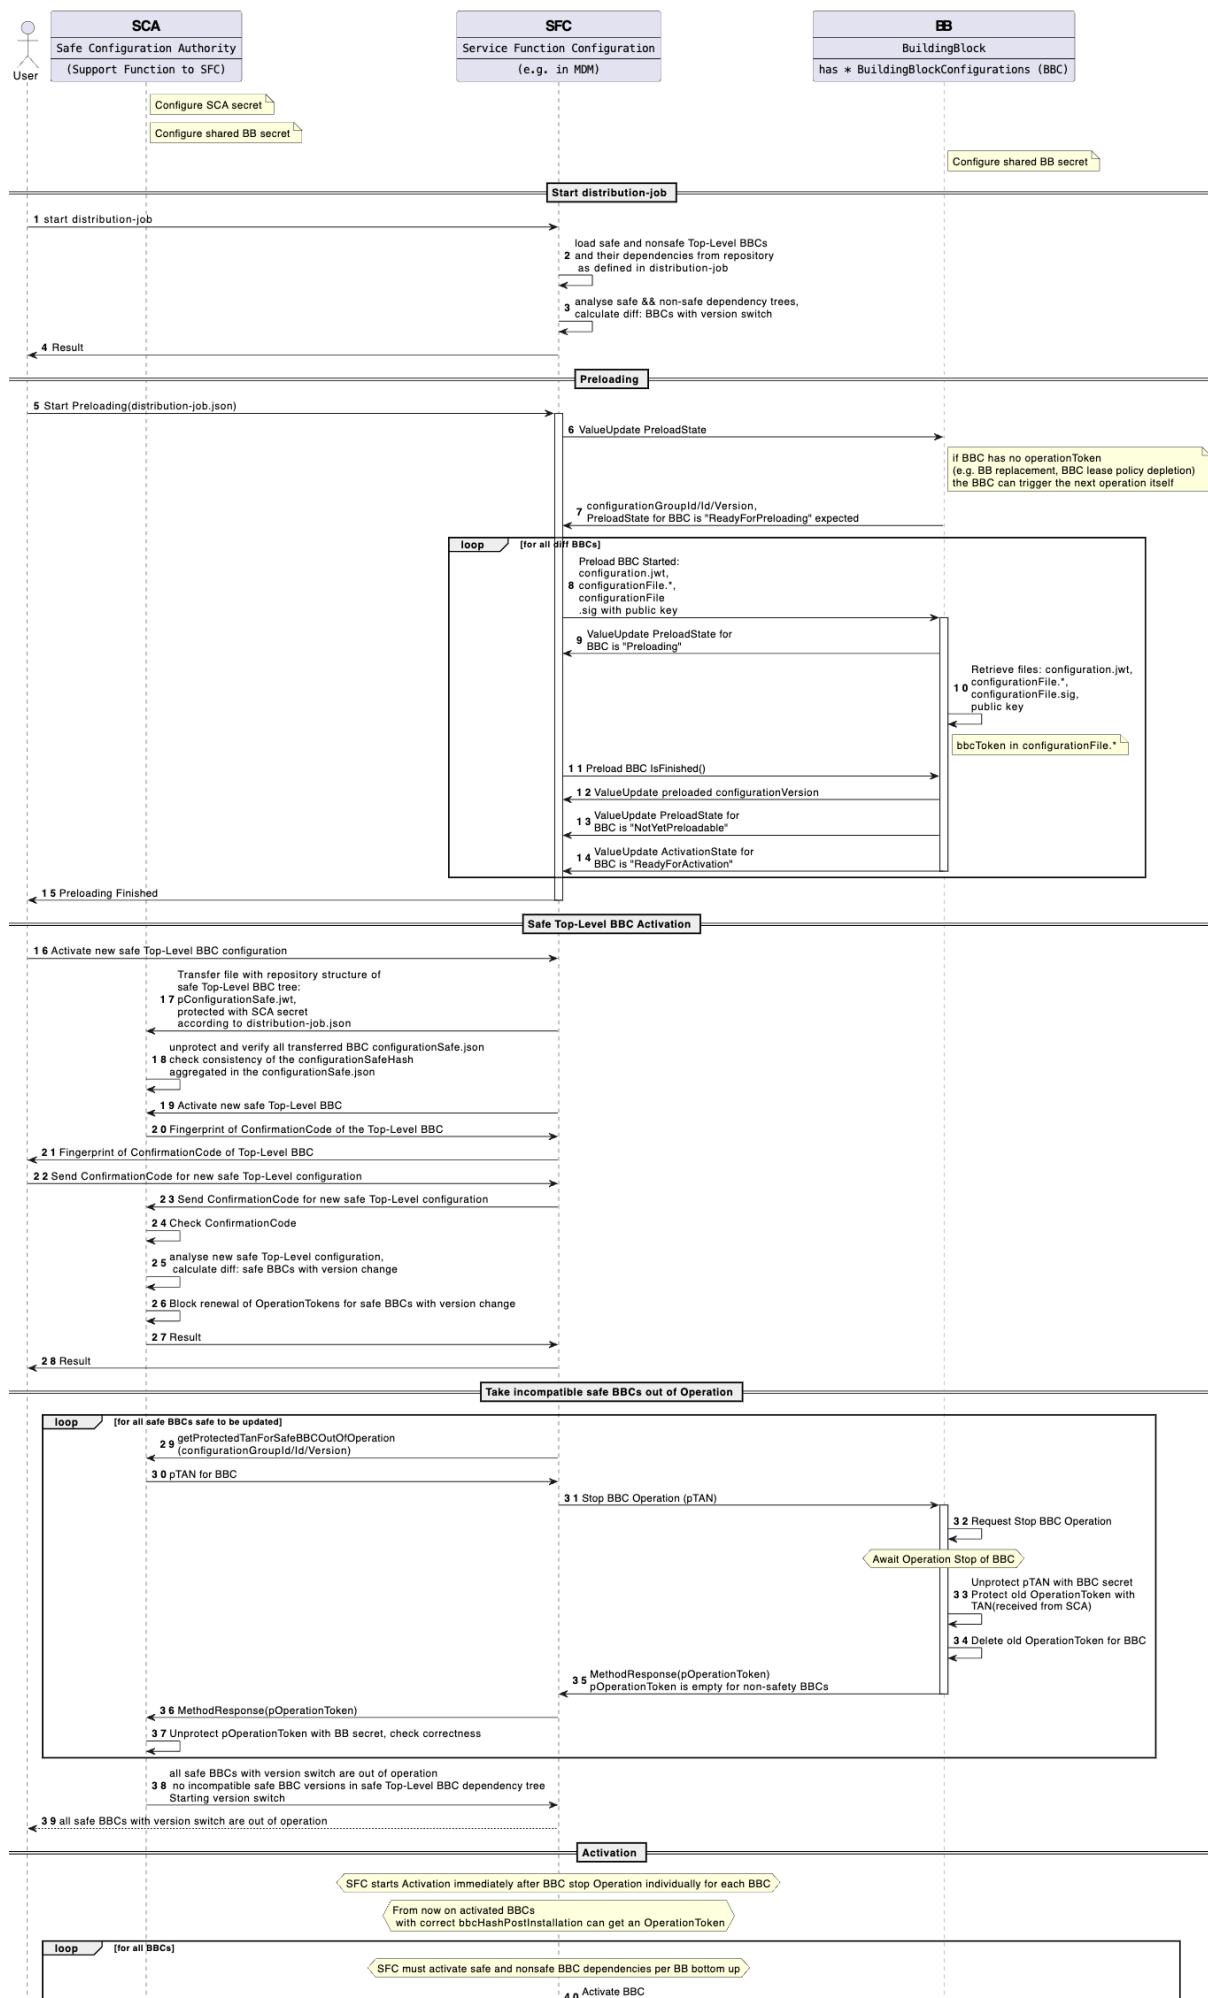 User
SCA
Safe Configuration Authority
(Support Function to SFC)
SFC
Service Function Configuration
(e.g. in MDM)
BB
BuildingBlock
has * BuildingBlockConfigurations (BBC)
Configure SCA secret
Configure shared BB secret
Configure shared BB secret
Start distribution-job
1 start distribution-job
load safe and nonsafe Top-Level BBCs
2 and their dependencies from repository
as defined in distribution-job
3 analyse safe && non-safe dependency trees,
calculate diff: BBCs with version switch
4 Result
Preloading
5 Start Preloading(distribution-job.json)
6 ValueUpdate PreloadState
if BBC has no operationToken
(e.g. BB replacement, BBC lease policy depletion)
the BBC can trigger the next operation itself
7 configurationGroupId/Id/Version,
PreloadState for BBC is "ReadyForPreloading" expected
loop [for all diff BBCs]
Preload BBC Started:
configuration.jwt,
8 configurationFile.*,
configurationFile
.sig with public key
9 ValueUpdate PreloadState for
BBC is "Preloading"
Retrieve files: configuration.jwt,
10 configurationFile.*,
configurationFile.sig,
public key
bbcToken in configurationFile.*
11 Preload BBC IsFinished()
12 ValueUpdate preloaded configurationVersion
13 ValueUpdate PreloadState for
BBC is "NotYetPreloadable"
14 ValueUpdate ActivationState for
BBC is "ReadyForActivation"
15 Preloading Finished
Safe Top-Level BBC Activation
16 Activate new safe Top-Level BBC configuration
Transfer file with repository structure of
safe Top-Level BBC tree:
17 pConfigurationSafe.jwt,
protected with SCA secret
according to distribution-job.json
unprotect and verify all transferred BBC configurationSafe.json
18 check consistency of the configurationSafeHash
aggregated in the configurationSafe.json
19 Activate new safe Top-Level BBC
20 Fingerprint of ConfirmationCode of the Top-Level BBC
21 Fingerprint of ConfirmationCode of Top-Level BBC
22 Send ConfirmationCode for new safe Top-Level configuration
23 Send ConfirmationCode for new safe Top-Level configuration
24 Check ConfirmationCode
25 analyse new safe Top-Level configuration,
calculate diff: safe BBCs with version change
26 Block renewal of OperationTokens for safe BBCs with version change
27 Result
28 Result
Take incompatible safe BBCs out of Operation
loop [for all safe BBCs safe to be updated]
29 getProtectedTanForSafeBBCOutOfOperation
(configurationGroupId/Id/Version)
30 pTAN for BBC
31 Stop BBC Operation (pTAN)
32 Request Stop BBC Operation
Await Operation Stop of BBC
Unprotect pTAN with BBC secret
33 Protect old OperationToken with
TAN(received from SCA)
34 Delete old OperationToken for BBC
35 MethodResponse(pOperationToken)
pOperationToken is empty for non-safety BBCs
36 MethodResponse(pOperationToken)
37 Unprotect pOperationToken with BB secret, check correctness
all safe BBCs with version switch are out of operation
38 no incompatible safe BBC versions in safe Top-Level BBC dependency tree
Starting version switch
39 all safe BBCs with version switch are out of operation
Activation
SFC starts Activation immediately after BBC stop Operation individually for each BBC
From now on activated BBCs
with correct bbcHashPostInstallation can get an OperationToken
loop [for all BBCs]
SFC must activate safe and nonsafe BBC dependencies per BB bottom up
40 Activate BBC